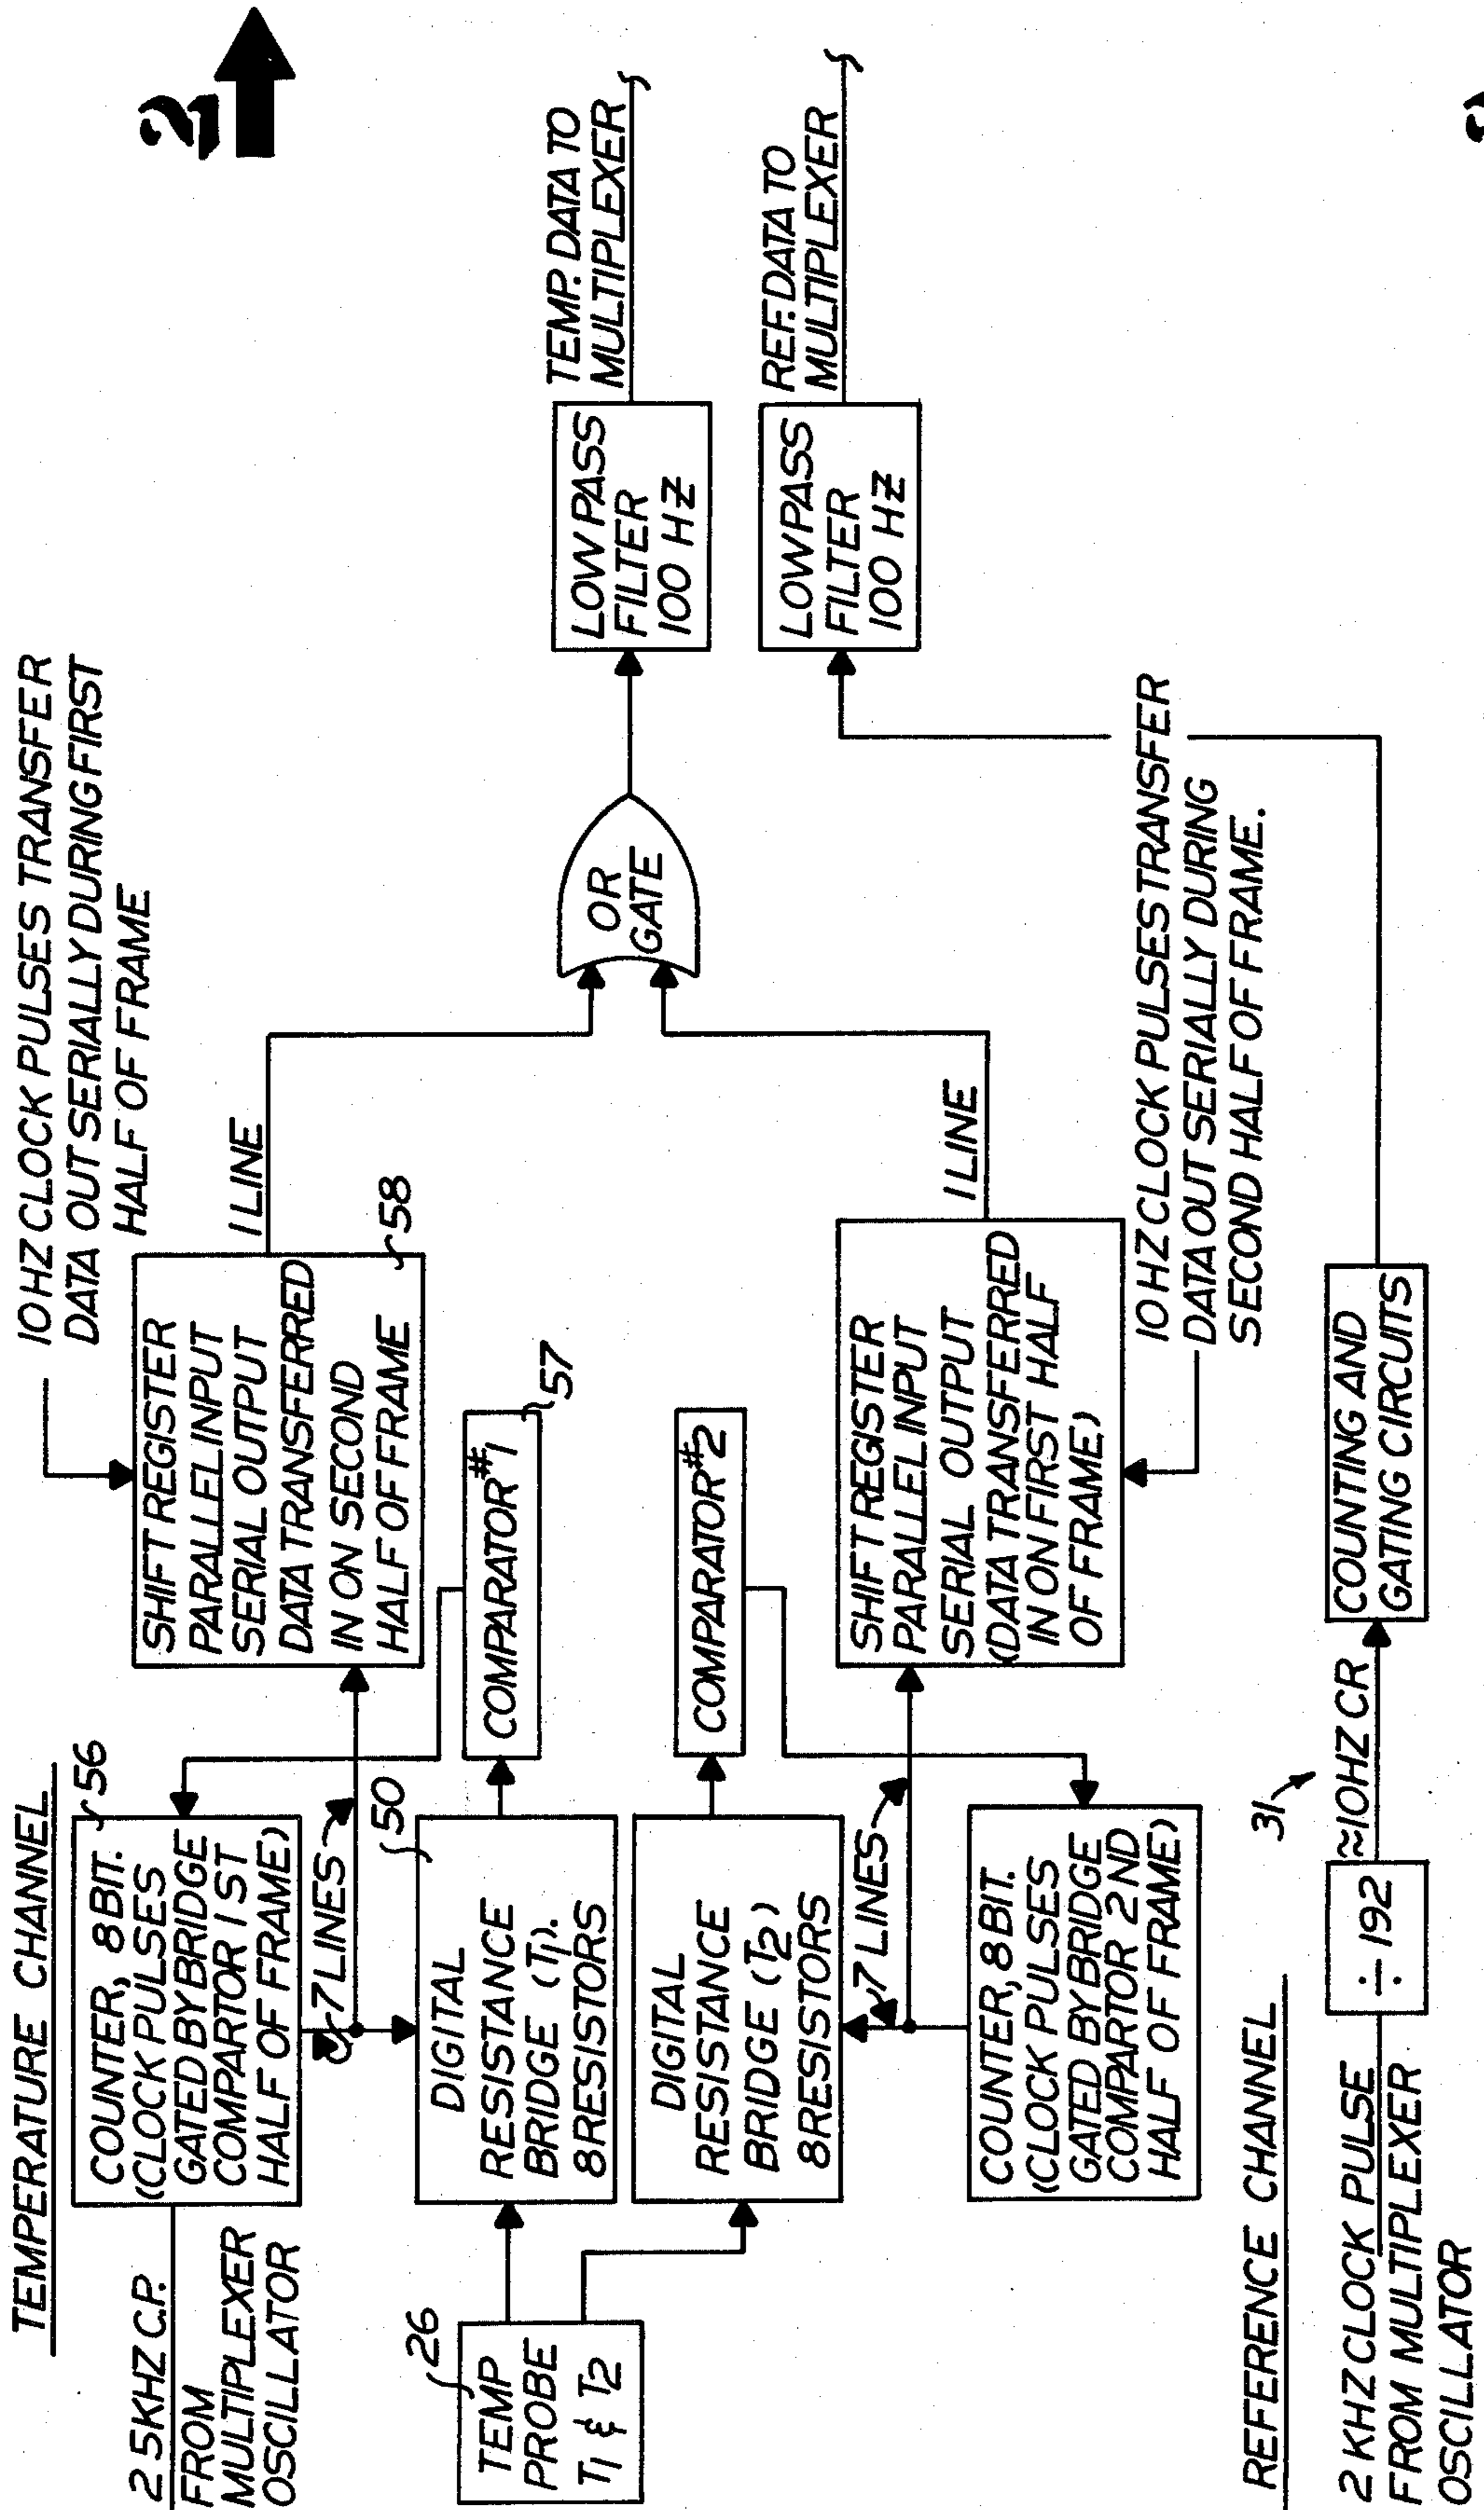 TEMPERATURE CHANNEL
2 5KHZ C.P.
FROM
MULTIPLEXER
OSCILLATOR
COUNTER, 8 BIT.
(CLOCK PULSES
GATED BY BRIDGE
COMPARTOR 1 ST
HALF OF FRAME)
56
10 HZ CLOCK PULSES TRANSFER
DATA OUT SERIALLY DURING FIRST
HALF OF FRAME
SHIFT REGISTER
PARALLEL INPUT
SERIAL OUTPUT
DATA TRANSFERRED
IN ON SECOND
HALF OF FRAME
58
1 LINE
7 LINES
50
26
TEMP
PROBE
T1 & T2
DIGITAL
RESISTANCE
BRIDGE (T1).
8 RESISTORS
COMPARATOR #1
57
DIGITAL
RESISTANCE
BRIDGE (T2)
8 RESISTORS
COMPARATOR #2
7 LINES
OR
GATE
LOW PASS
FILTER
100 HZ
TEMP. DATA TO
MULTIPLEXER
LOW PASS
FILTER
100 HZ
REF. DATA TO
MULTIPLEXER
COUNTER, 8 BIT.
(CLOCK PULSES
GATED BY BRIDGE
COMPARTOR 2 ND
HALF OF FRAME)
SHIFT REGISTER
PARALLEL INPUT
SERIAL OUTPUT
(DATA TRANSFERRED
IN ON FIRST HALF
OF FRAME)
1 LINE
10 HZ CLOCK PULSES TRANSFER
DATA OUT SERIALLY DURING
SECOND HALF OF FRAME.
REFERENCE CHANNEL
31
2 KHZ CLOCK PULSE
FROM MULTIPLEXER
OSCILLATOR
÷ 192
≈10HZ CR
COUNTING AND
GATING CIRCUITS